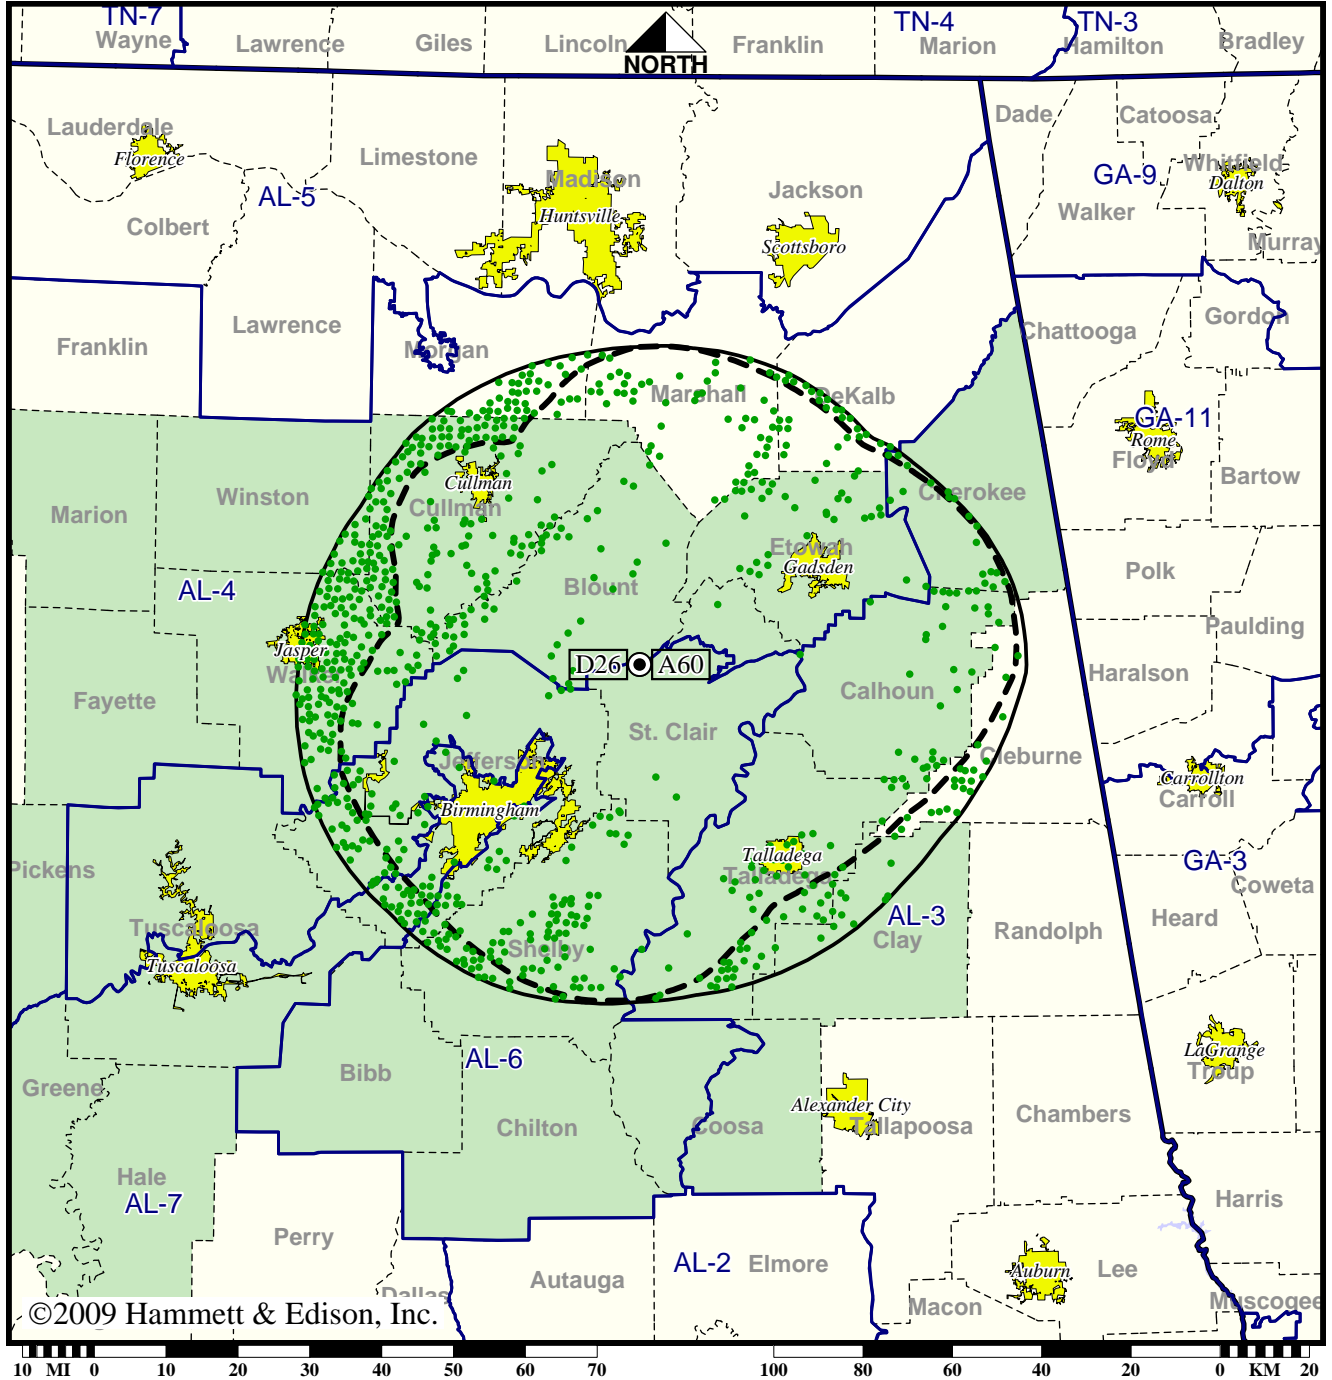 TN-7
TN-4
TN-3
Wayne
Lawrence
Giles
Lincoln
Franklin
Marion
Hamilton
Bradley
NORTH
Dade
Catoosa
Lauderdale
Florence
Limestone
Madison
Huntsville
Jackson
Scottsboro
GA-9
Whitfield
Dalton
Walker
Murray
AL-5
Colbert
Lawrence
Franklin
Morgan
Chattooga
Gordon
Marshall
DeKalb
GA-11
Rome
Floyd
Bartow
Marion
Winston
Cullman
Cullman
Cherokee
Etowah
Gadsden
Polk
AL-4
Blount
Paulding
Jasper
Walker
D26
A60
Haralson
Fayette
Calhoun
St. Clair
Cleburne
Jefferson
Birmingham
Carrollton
Carroll
Talladega
Talladega
GA-3
Coweta
Pickens
AL-3
Heard
Tuscaloosa
Tuscaloosa
Shelby
Clay
Randolph
AL-6
LaGrange
Troup
Greene
Bibb
Alexander City
Tallapoosa
Chambers
Chilton
Coosa
Hale
AL-7
Harris
Perry
AL-2
Elmore
Autauga
Auburn
Lee
Dallas
Macon
Muscogee
©2009 Hammett & Edison, Inc.
10 MI 0 10 20 30 40 50 60 70 100 80 60 40 20 0 KM 20